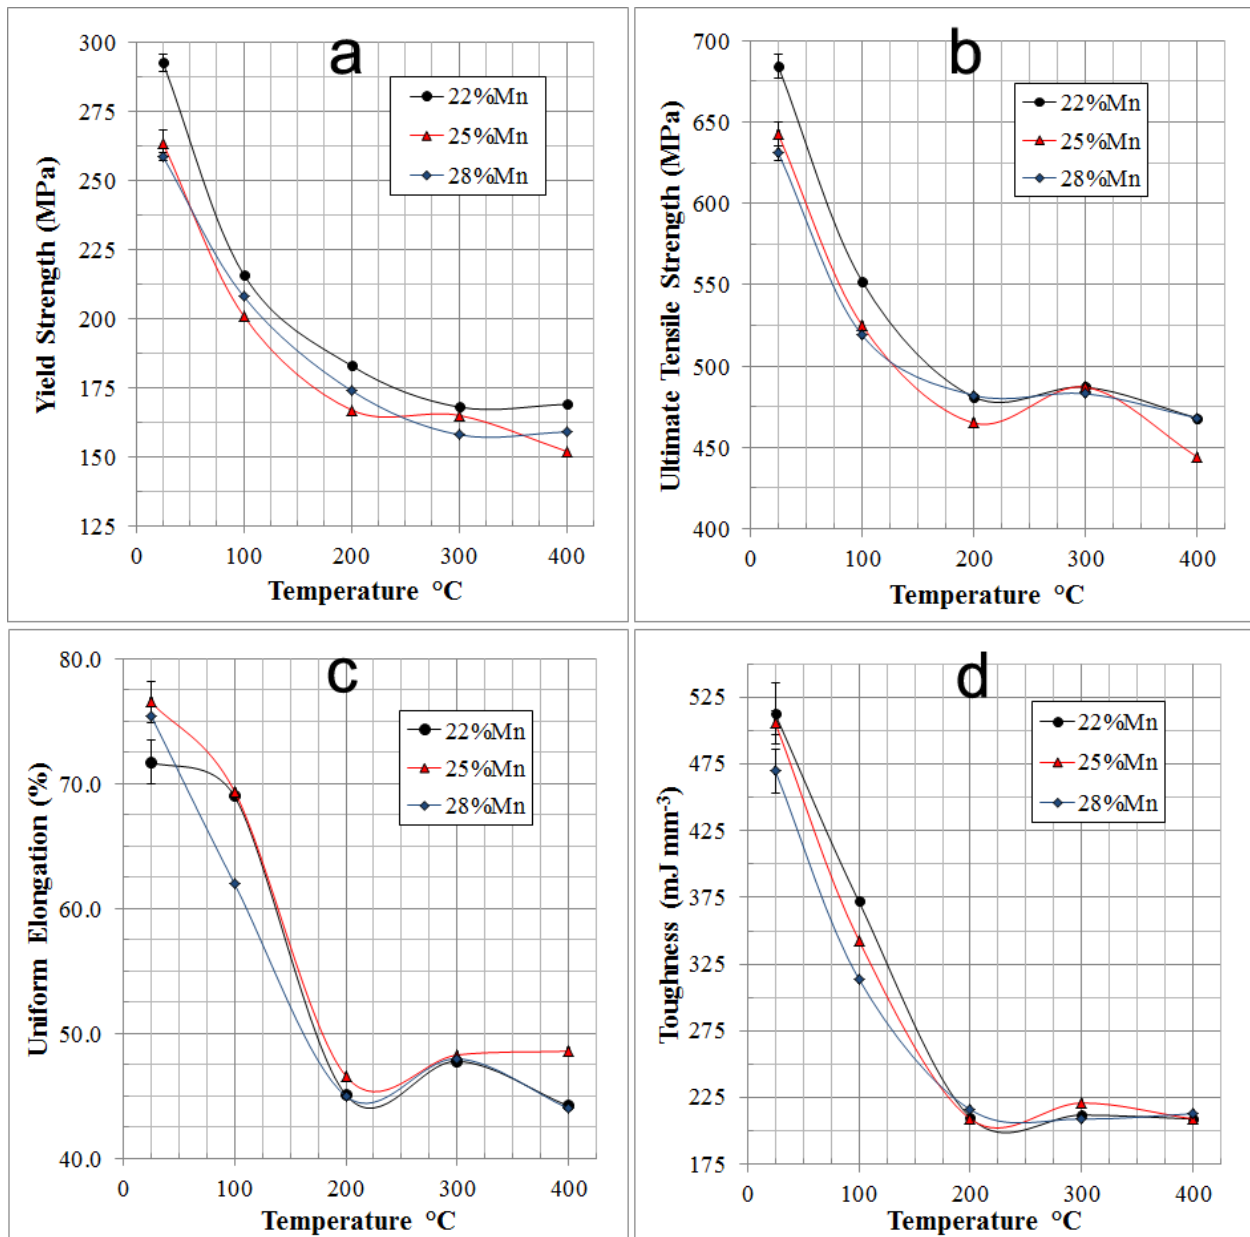 a
300
275
250
225
200
175
150
125
Yield Strength (MPa)
22%Mn
25%Mn
28%Mn
0 100 200 300 400
Temperature °C
b
700
650
600
550
500
450
400
Ultimate Tensile Strength (MPa)
22%Mn
25%Mn
28%Mn
0 100 200 300 400
Temperature °C
c
80.0
70.0
60.0
50.0
40.0
Uniform Elongation (%)
22%Mn
25%Mn
28%Mn
0 100 200 300 400
Temperature °C
d
525
475
425
375
325
275
225
175
Toughness (mJ mm⁻³)
22%Mn
25%Mn
28%Mn
0 100 200 300 400
Temperature °C